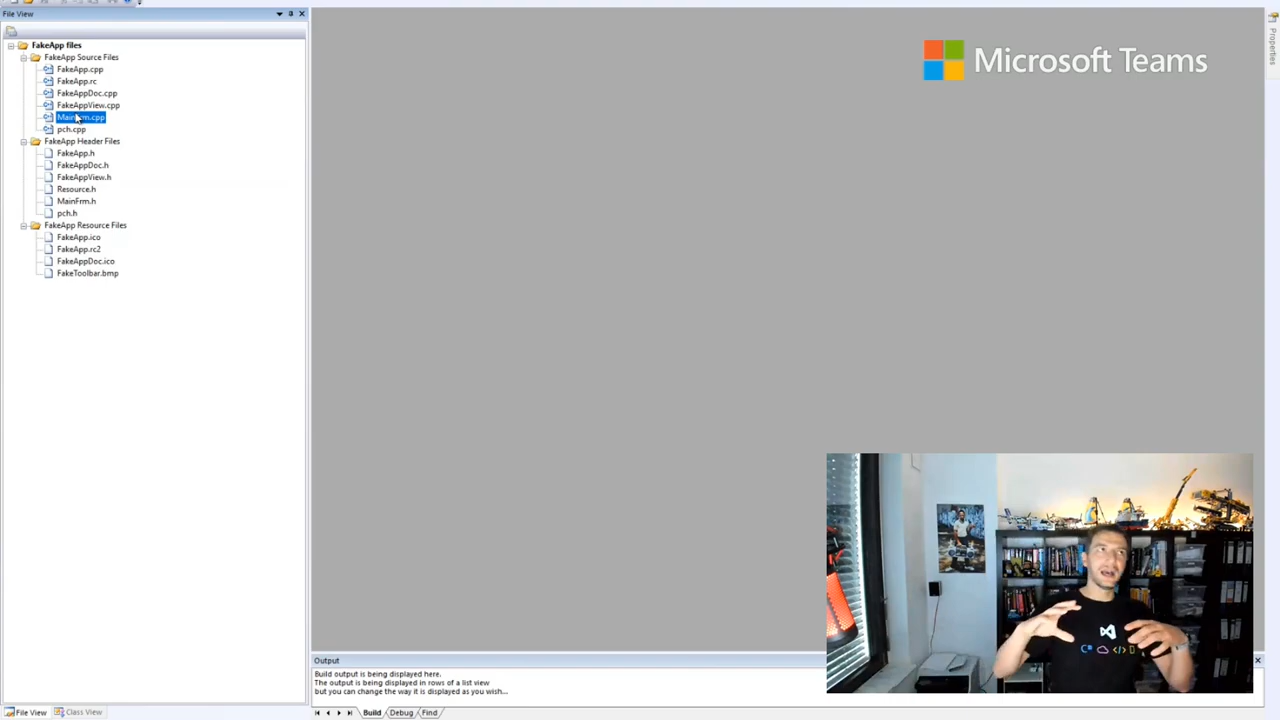 File View
Microsoft Teams
Properties
FakeApp files
FakeApp Source Files
FakeApp.cpp
FakeApp.rc
FakeAppDoc.cpp
FakeAppView.cpp
MainFrm.cpp
pch.cpp
FakeApp Header Files
FakeApp.h
FakeAppDoc.h
FakeAppView.h
Resource.h
MainFrm.h
pch.h
FakeApp Resource Files
FakeApp.ico
FakeApp.rc2
FakeAppDoc.ico
FakeToolbar.bmp
C#
</>
Output
Build output is being displayed here.
The output is being displayed in rows of a list view
but you can change the way it is displayed as you wish...
File View Class View
Build Debug Find